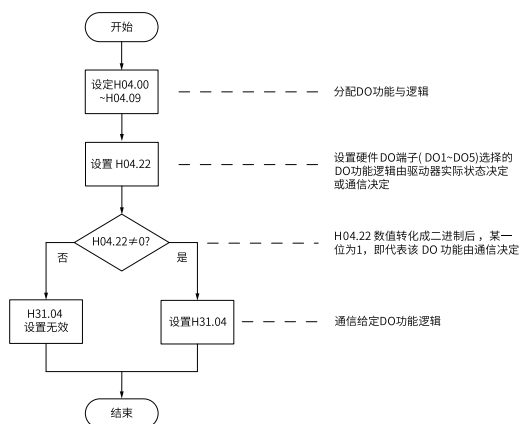 开始
设定H04.00
~H04.09
分配DO功能与逻辑
设置 H04.22
设置硬件DO端子( DO1~DO5)选择的
DO功能逻辑由驱动器实际状态决定
或通信决定
H04.22≠0?
H04.22 数值转化成二进制后 ，某一
位为1，即代表该 DO 功能由通信决定
否
是
H31.04
设置无效
设置H31.04
通信给定DO功能逻辑
结束